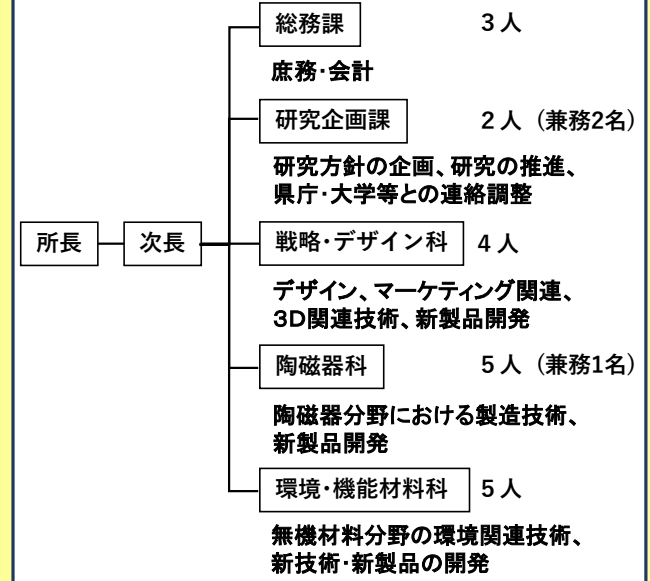 総務課 3人
庶務・会計
研究企画課 2人（兼務2名）
研究方針の企画、研究の推進、
県庁・大学等との連絡調整
所長 次長 戦略・デザイン科 4人
デザイン、マーケティング関連、
3D関連技術、新製品開発
陶磁器科 5人（兼務1名）
陶磁器分野における製造技術、
新製品開発
環境・機能材料科 5人
無機材料分野の環境関連技術、
新技術・新製品の開発